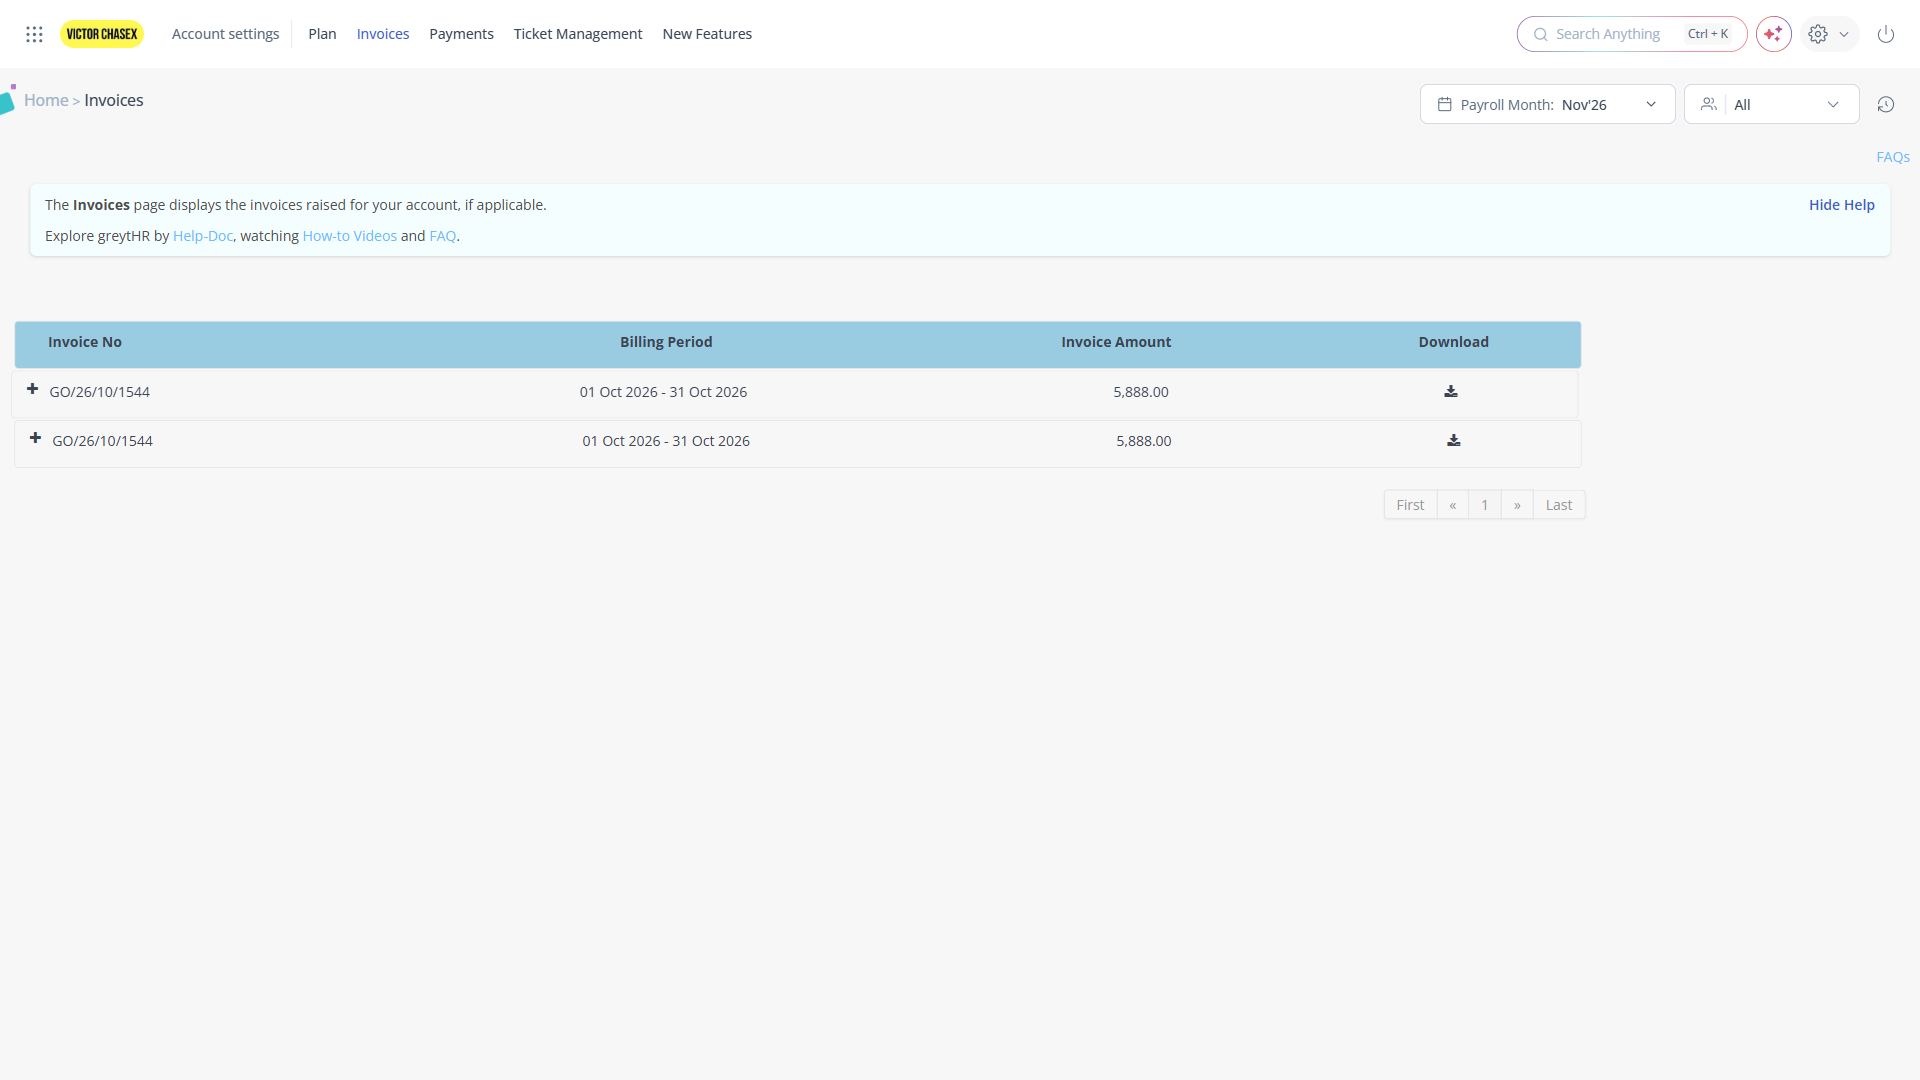 VICTOR CHASEX Account settings Plan Invoices Payments Ticket Management New Features Search Anything Ctrl + K
Home > Invoices Payroll Month: Nov'26 All
FAQs
The Invoices page displays the invoices raised for your account, if applicable. Hide Help
Explore greytHR by Help-Doc, watching How-to Videos and FAQ.
Invoice No Billing Period Invoice Amount Download
GO/26/10/1544 01 Oct 2026 - 31 Oct 2026 5,888.00
GO/26/10/1544 01 Oct 2026 - 31 Oct 2026 5,888.00
First « 1 » Last